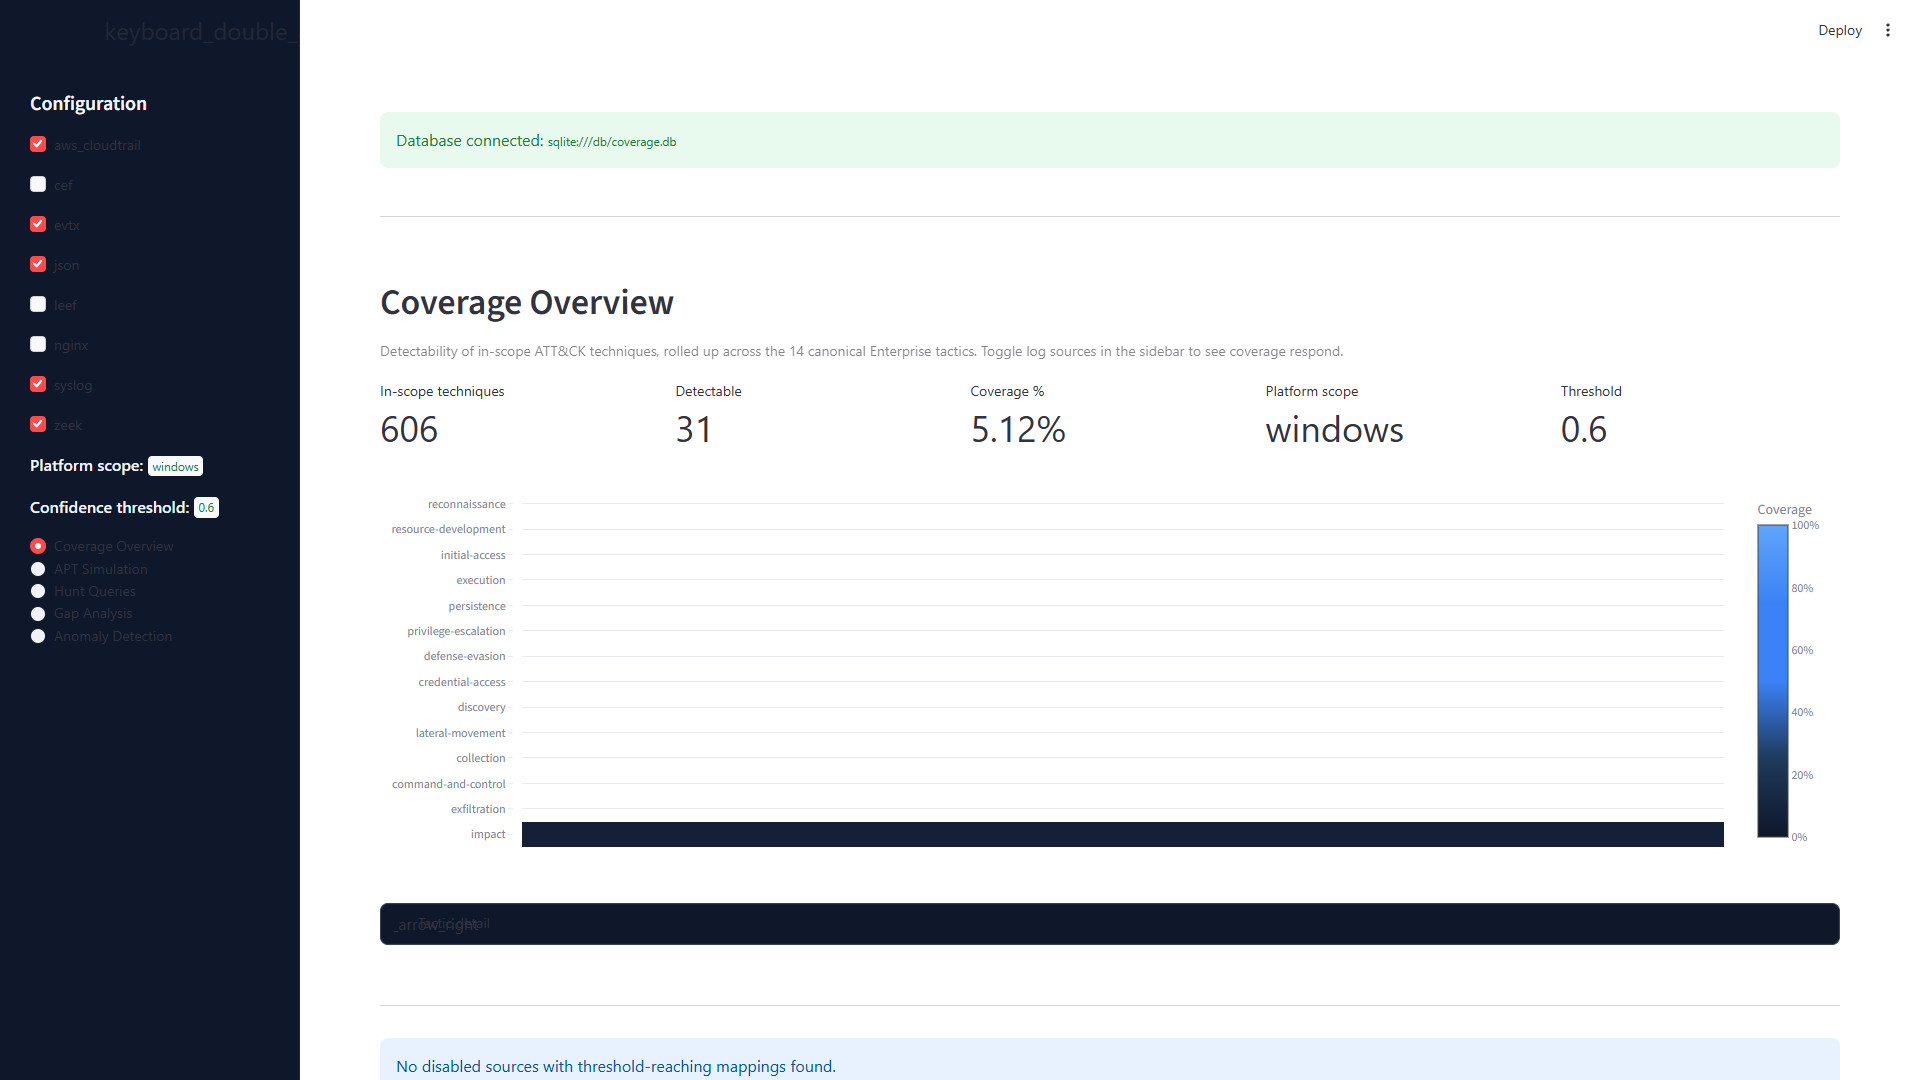 keyboard_double_
Deploy
Configuration
aws_cloudtrail
cef
evtx
json
leef
nginx
syslog
zeek
Platform scope: windows
Confidence threshold: 0.6
Coverage Overview
APT Simulation
Hunt Queries
Gap Analysis
Anomaly Detection
Database connected: sqlite:///db/coverage.db
Coverage Overview
Detectability of in-scope ATT&CK techniques, rolled up across the 14 canonical Enterprise tactics. Toggle log sources in the sidebar to see coverage respond.
In-scope techniques
606
Detectable
31
Coverage %
5.12%
Platform scope
windows
Threshold
0.6
reconnaissance
resource-development
initial-access
execution
persistence
privilege-escalation
defense-evasion
credential-access
discovery
lateral-movement
collection
command-and-control
exfiltration
impact
Coverage
100%
80%
60%
40%
20%
0%
_arrow_right
Tactic detail
No disabled sources with threshold-reaching mappings found.